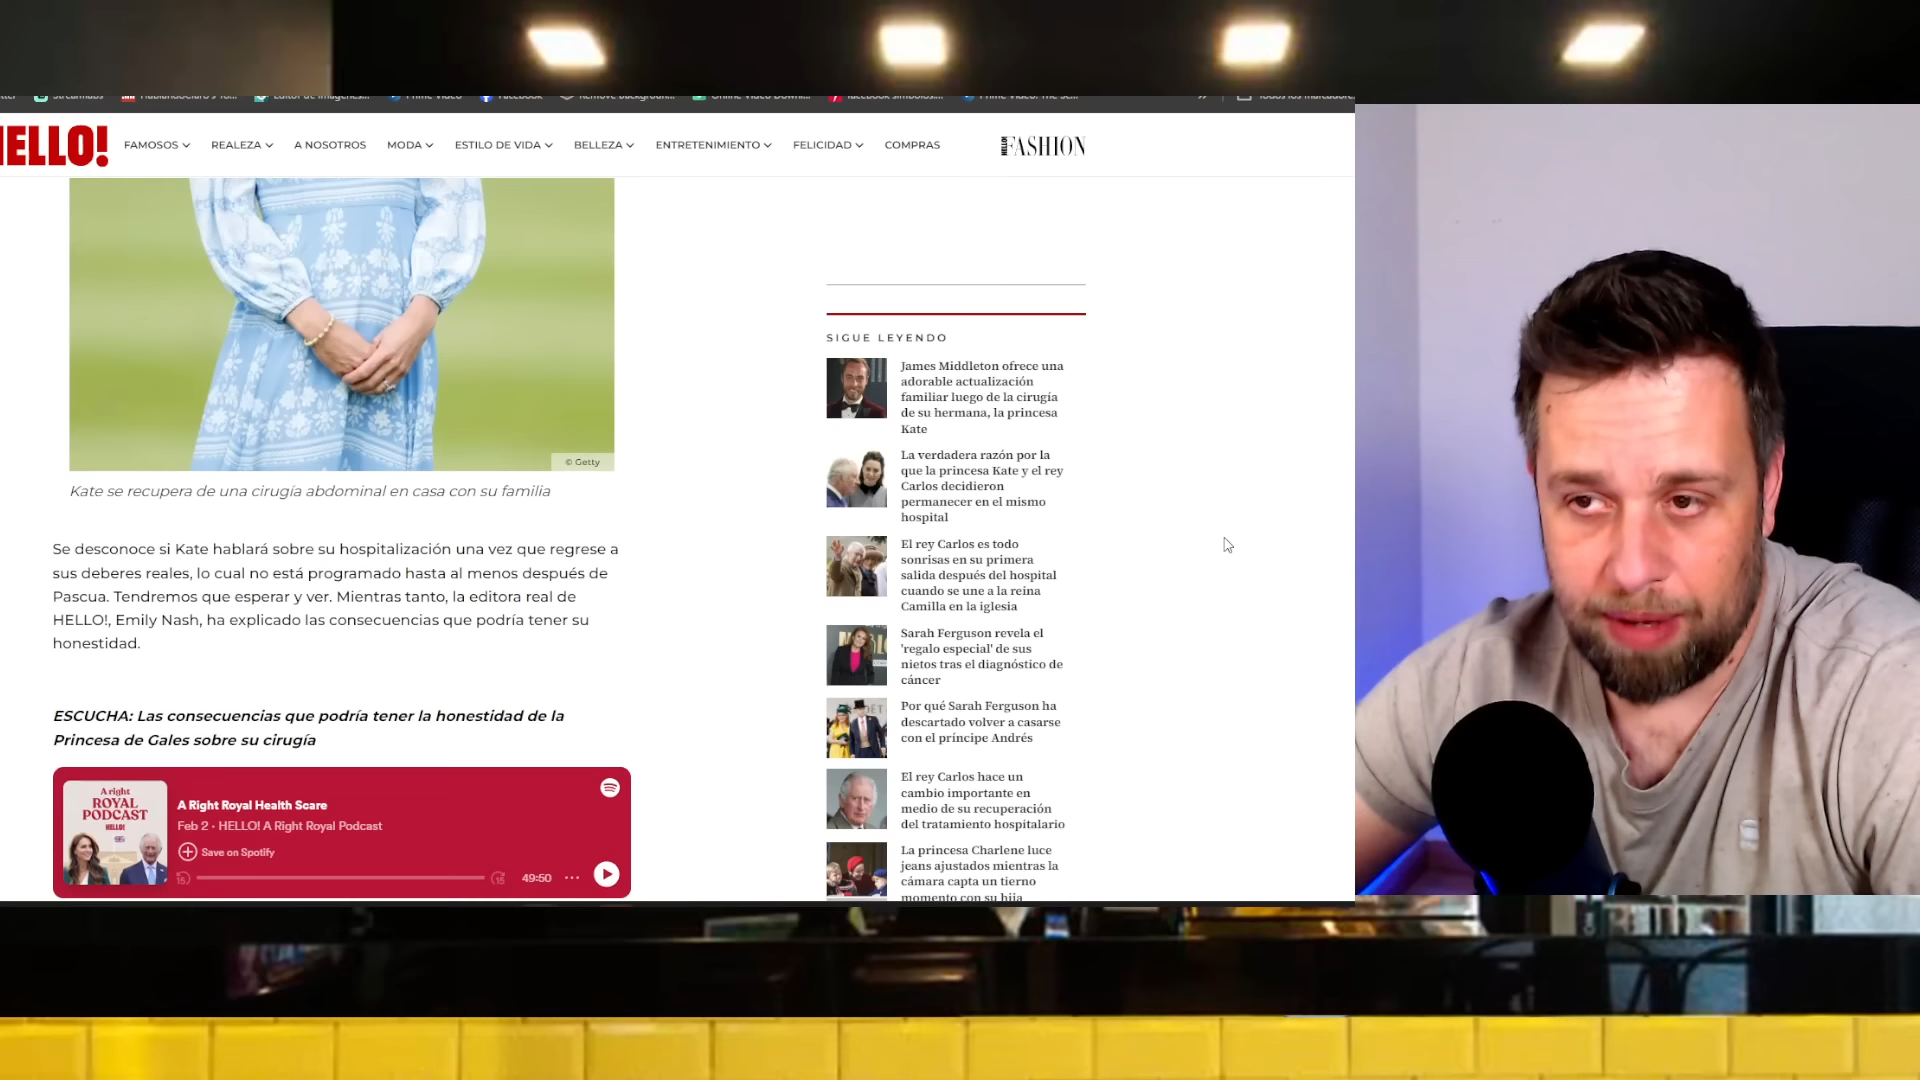 HELLO!
FAMOSOS
REALEZA
A NOSOTROS
MODA
ESTILO DE VIDA
BELLEZA
ENTRETENIMIENTO
FELICIDAD
COMPRAS
HELLO! FASHION
© Getty
Kate se recupera de una cirugía abdominal en casa con su familia
Se desconoce si Kate hablará sobre su hospitalización una vez que regrese a
sus deberes reales, lo cual no está programado hasta al menos después de
Pascua. Tendremos que esperar y ver. Mientras tanto, la editora real de
HELLO!, Emily Nash, ha explicado las consecuencias que podría tener su
honestidad.
ESCUCHA: Las consecuencias que podría tener la honestidad de la
Princesa de Gales sobre su cirugía
A right
ROYAL
PODCAST
HELLO!
A Right Royal Health Scare
Feb 2 · HELLO! A Right Royal Podcast
Save on Spotify
15
15
49:50
SIGUE LEYENDO
James Middleton ofrece una
adorable actualización
familiar luego de la cirugía
de su hermana, la princesa
Kate
La verdadera razón por la
que la princesa Kate y el rey
Carlos decidieron
permanecer en el mismo
hospital
El rey Carlos es todo
sonrisas en su primera
salida después del hospital
cuando se une a la reina
Camilla en la iglesia
Sarah Ferguson revela el
'regalo especial' de sus
nietos tras el diagnóstico de
cáncer
Por qué Sarah Ferguson ha
descartado volver a casarse
con el príncipe Andrés
El rey Carlos hace un
cambio importante en
medio de su recuperación
del tratamiento hospitalario
La princesa Charlene luce
jeans ajustados mientras la
cámara capta un tierno
momento con su hija